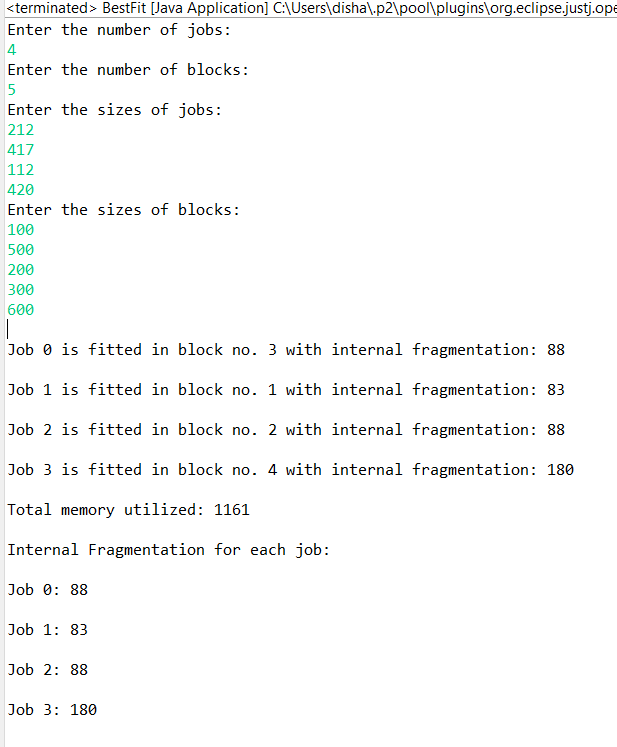 <terminated> BestFit [Java Application] C:\Users\disha\.p2\pool\plugins\org.eclipse.justj.ope
Enter the number of jobs:
4
Enter the number of blocks:
5
Enter the sizes of jobs:
212
417
112
420
Enter the sizes of blocks:
100
500
200
300
600
Job 0 is fitted in block no. 3 with internal fragmentation: 88
Job 1 is fitted in block no. 1 with internal fragmentation: 83
Job 2 is fitted in block no. 2 with internal fragmentation: 88
Job 3 is fitted in block no. 4 with internal fragmentation: 180
Total memory utilized: 1161
Internal Fragmentation for each job:
Job 0: 88
Job 1: 83
Job 2: 88
Job 3: 180